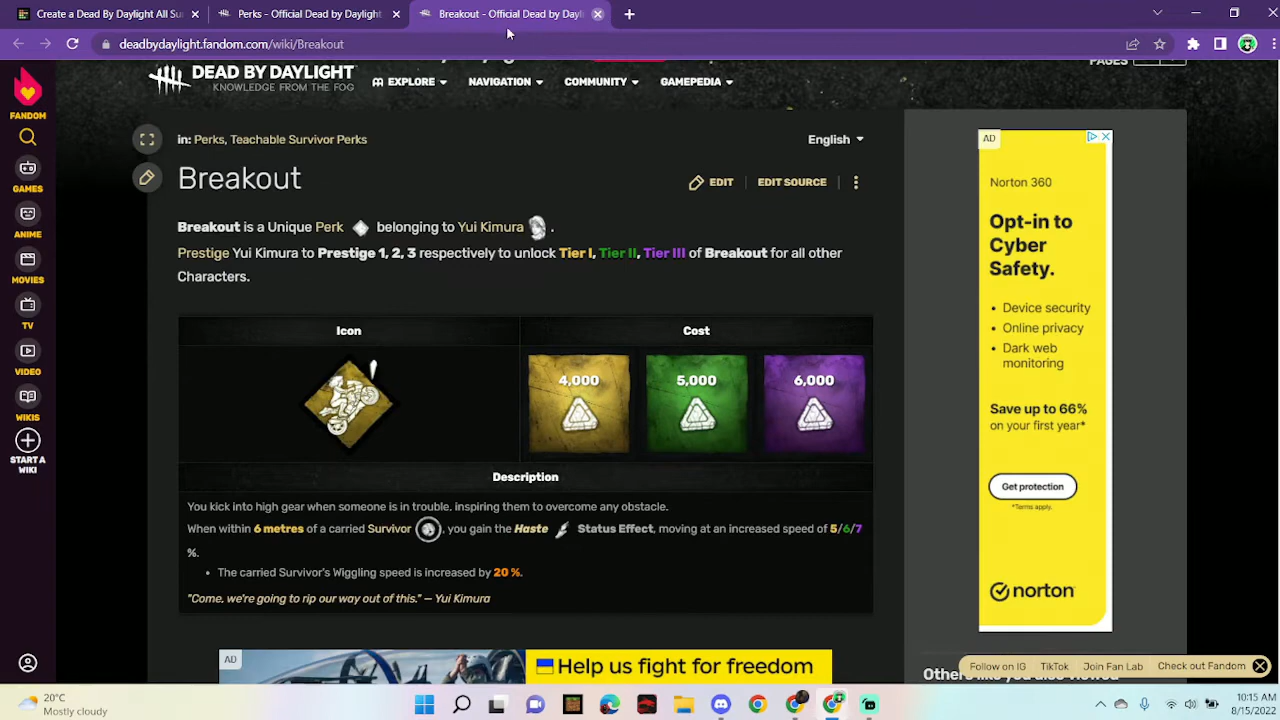 Create a Dead By Daylight All Su
Perks - Official Dead by Daylight
Breakout - Official Dead by Dayli
deadbydaylight.fandom.com/wiki/Breakout
DEAD BY DAYLIGHT
KNOWLEDGE FROM THE FOG
EXPLORE
NAVIGATION
COMMUNITY
GAMEPEDIA
PAGES
FANDOM
GAMES
ANIME
MOVIES
TV
VIDEO
WIKIS
START A
WIKI
in: Perks, Teachable Survivor Perks
English
Breakout
EDIT
EDIT SOURCE
Breakout is a Unique Perk belonging to Yui Kimura .
Prestige Yui Kimura to Prestige 1, 2, 3 respectively to unlock Tier I, Tier II, Tier III of Breakout for all other
Characters.
Icon
Cost
4,000
5,000
6,000
Description
You kick into high gear when someone is in trouble, inspiring them to overcome any obstacle.
When within 6 metres of a carried Survivor , you gain the Haste Status Effect, moving at an increased speed of 5/6/7
%.
• The carried Survivor's Wiggling speed is increased by 20 %.
"Come, we're going to rip our way out of this." — Yui Kimura
AD
Help us fight for freedom
AD
Norton 360
Opt-in to
Cyber
Safety.
• Device security
• Online privacy
• Dark web
monitoring
Save up to 66%
on your first year*
Get protection
*Terms apply.
norton
Others like you also viewed
Follow on IG
TikTok
Join Fan Lab
Check out Fandom
20°C
Mostly cloudy
10:15 AM
8/15/2022